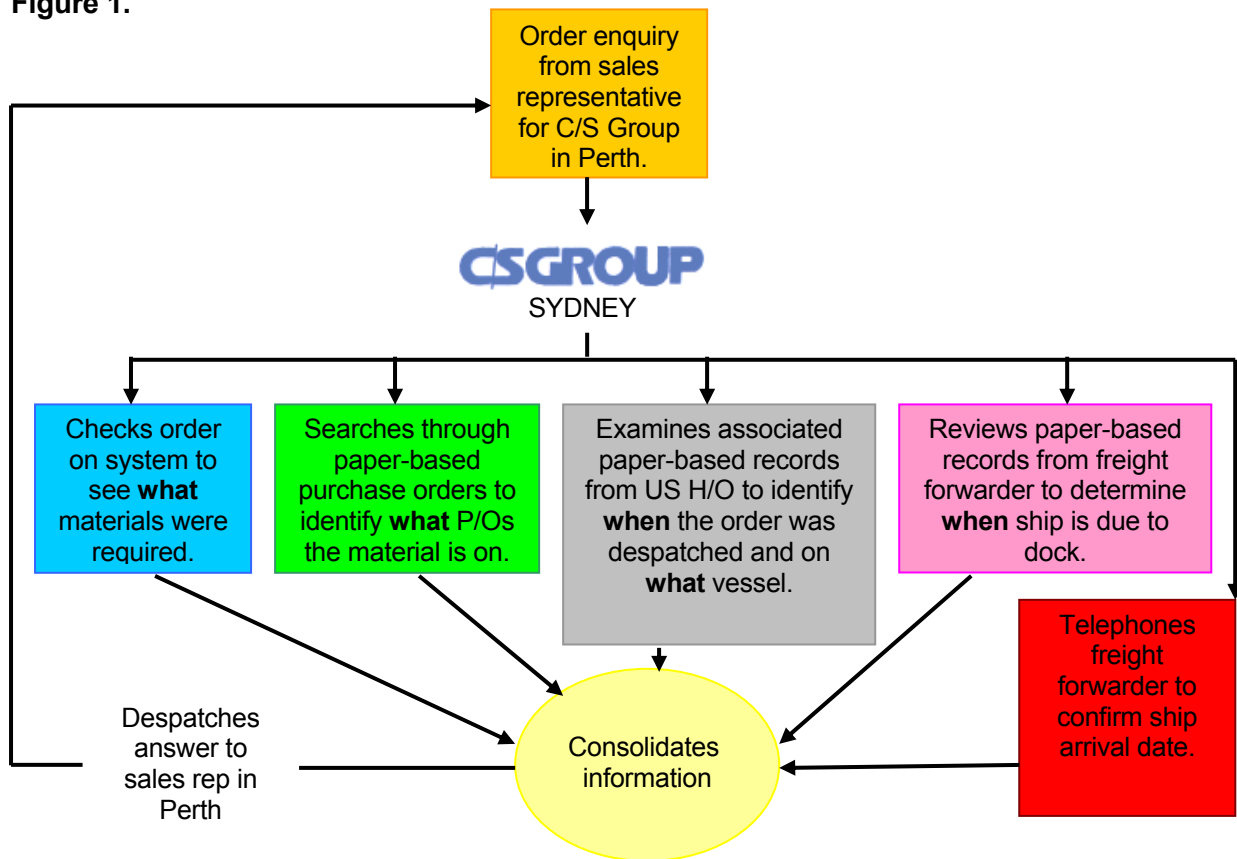 Figure 1.
Order enquiry
from sales
representative
for C/S Group
in Perth.
C/SGROUP
SYDNEY
Checks order
on system to
see what
materials were
required.
Searches through
paper-based
purchase orders to
identify what P/Os
the material is on.
Examines associated
paper-based records
from US H/O to identify
when the order was
despatched and on
what vessel.
Reviews paper-based
records from freight
forwarder to determine
when ship is due to
dock.
Telephones
freight
forwarder to
confirm ship
arrival date.
Despatches
answer to
sales rep in
Perth
Consolidates
information